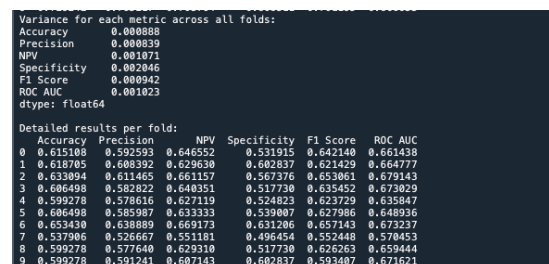 Variance for each metric across all folds:
Accuracy 0.000888
Precision 0.000839
NPV 0.001071
Specificity 0.002046
F1 Score 0.000942
ROC AUC 0.001023
dtype: float64
Detailed results per fold:
Accuracy Precision NPV Specificity F1 Score ROC AUC
0 0.615108 0.592593 0.646552 0.531915 0.642140 0.661438
1 0.618705 0.608392 0.629630 0.602837 0.621429 0.664777
2 0.633094 0.611465 0.661157 0.567376 0.653061 0.679143
3 0.606498 0.582822 0.640351 0.517730 0.635452 0.673029
4 0.599278 0.578616 0.627119 0.524823 0.623729 0.635847
5 0.606498 0.585987 0.633333 0.539007 0.627986 0.648936
6 0.653430 0.638889 0.669173 0.631206 0.657143 0.673237
7 0.537906 0.526667 0.551181 0.496454 0.552448 0.570453
8 0.599278 0.577640 0.629310 0.517730 0.626263 0.659444
9 0.599278 0.591241 0.607143 0.602837 0.593407 0.671621